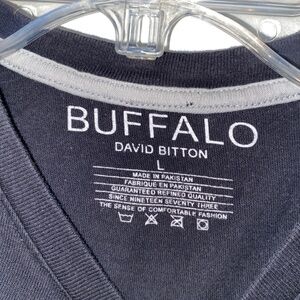 BUFFALO
DAVID BITTON
L
MADE IN PAKISTAN
FABRIQUE EN PAKISTAN
GUARANTEED REFINED QUALITY
SINCE NINETEEN SEVENTY THREE
THE SENSE OF COMFORTABLE FASHION